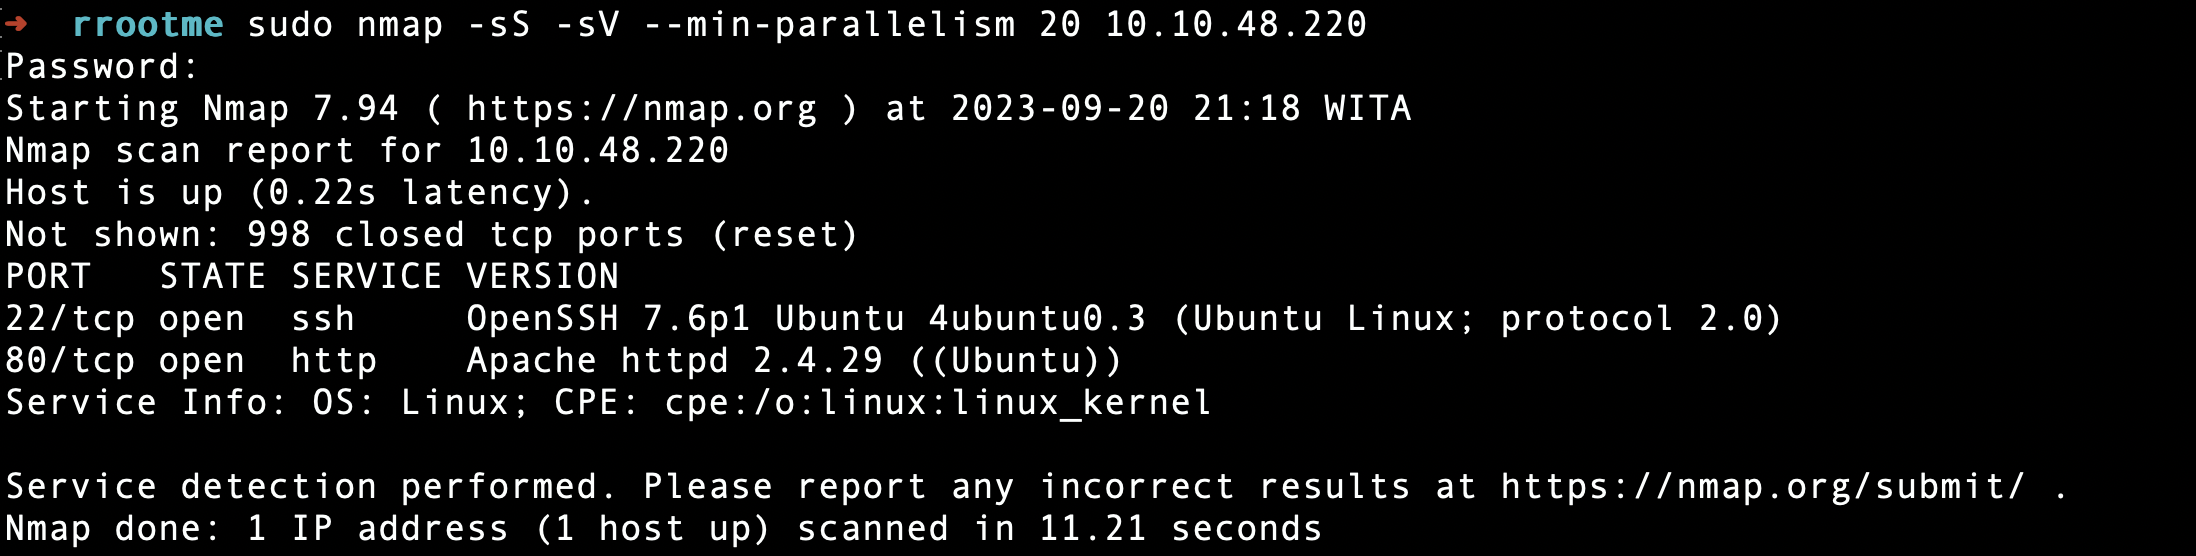 ➜  rrootme sudo nmap -sS -sV --min-parallelism 20 10.10.48.220
Password:
Starting Nmap 7.94 ( https://nmap.org ) at 2023-09-20 21:18 WITA
Nmap scan report for 10.10.48.220
Host is up (0.22s latency).
Not shown: 998 closed tcp ports (reset)
PORT   STATE SERVICE VERSION
22/tcp open  ssh     OpenSSH 7.6p1 Ubuntu 4ubuntu0.3 (Ubuntu Linux; protocol 2.0)
80/tcp open  http    Apache httpd 2.4.29 ((Ubuntu))
Service Info: OS: Linux; CPE: cpe:/o:linux:linux_kernel

Service detection performed. Please report any incorrect results at https://nmap.org/submit/ .
Nmap done: 1 IP address (1 host up) scanned in 11.21 seconds